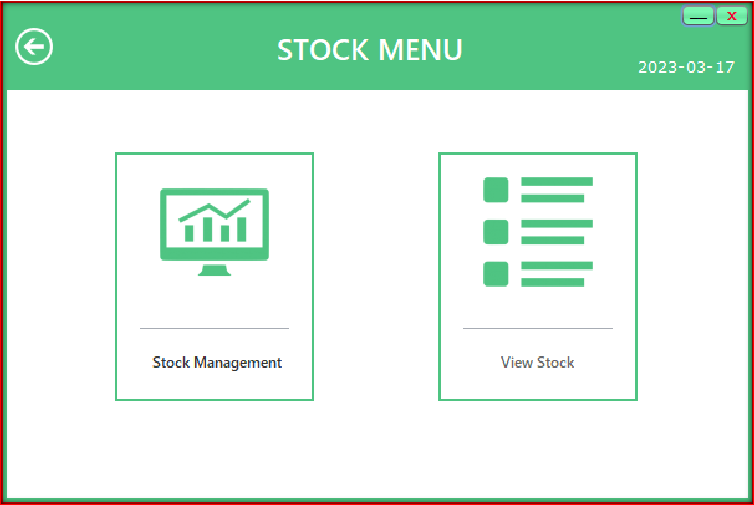 X
STOCK MENU
2023-03-17
Stock Management
View Stock